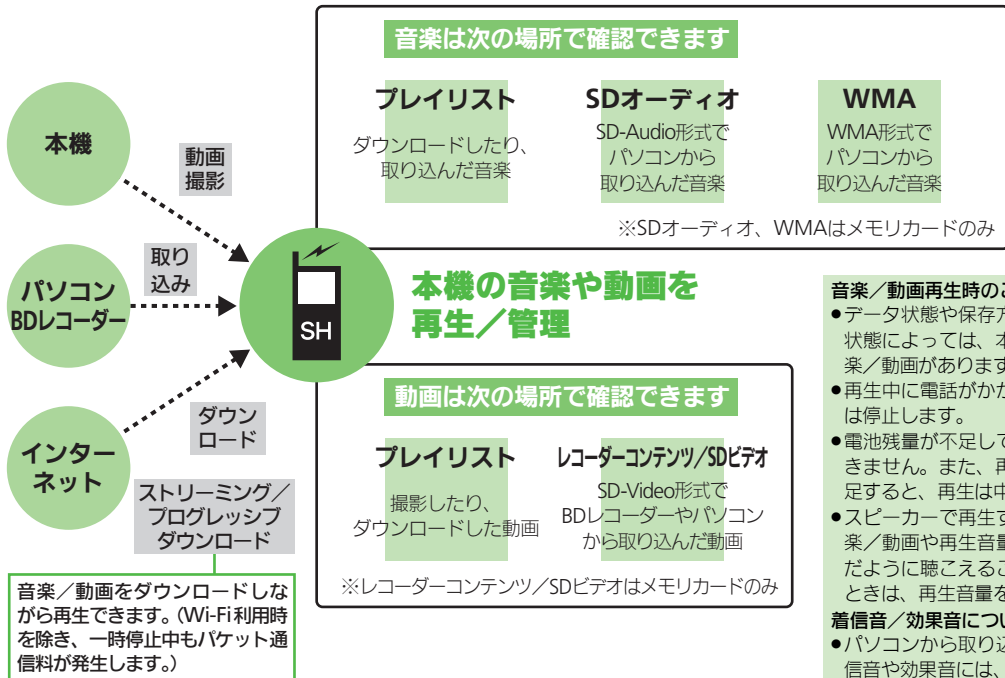 音楽は次の場所で確認できます
プレイリスト
ダウンロードしたり、
取り込んだ音楽
SDオーディオ
SD-Audio形式で
パソコンから
取り込んだ音楽
WMA
WMA形式で
パソコンから
取り込んだ音楽
※SDオーディオ、WMAはメモリカードのみ
本機
動画
撮影
パソコン
BDレコーダー
取り
込み
インター
ネット
ダウン
ロード
ストリーミング/
プログレッシブ
ダウンロード
音楽/動画をダウンロードしな
がら再生できます。(Wi-Fi利用時
を除き、一時停止中もパケット通
信料が発生します。)
SH
本機の音楽や動画を
再生/管理
動画は次の場所で確認できます
プレイリスト
撮影したり、
ダウンロードした動画
レコーダーコンテンツ/SDビデオ
SD-Video形式で
BDレコーダーやパソコン
から取り込んだ動画
※レコーダーコンテンツ/SDビデオはメモリカードのみ
音楽/動画再生時のご
●データ状態や保存方
状態によっては、本
楽/動画があります
●再生中に電話がかか
は停止します。
●電池残量が不足して
きません。また、再
足すると、再生は中
●スピーカーで再生す
楽/動画や再生音量
だように聴こえるこ
ときは、再生音量を
着信音/効果音につい
●パソコンから取り込
信音や効果音には、